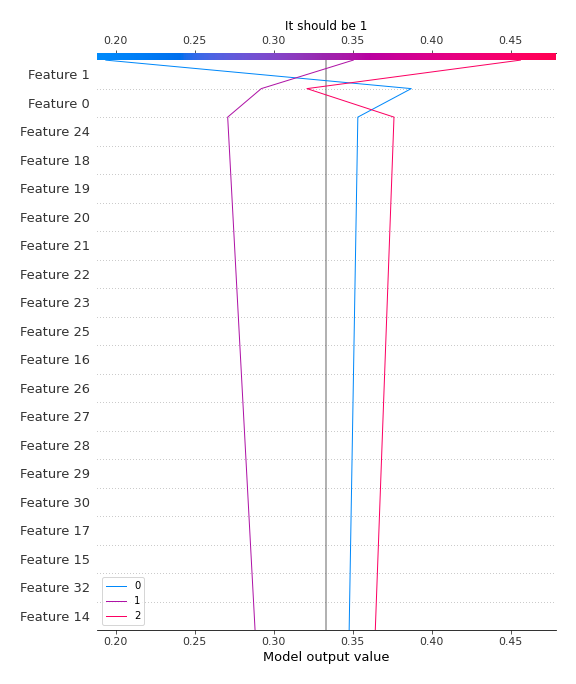 It should be 1
0.20 0.25 0.30 0.35 0.40 0.45
Feature 1
Feature 0
Feature 24
Feature 18
Feature 19
Feature 20
Feature 21
Feature 22
Feature 23
Feature 25
Feature 16
Feature 26
Feature 27
Feature 28
Feature 29
Feature 30
Feature 17
Feature 15
Feature 32
Feature 14
0
1
2
0.20 0.25 0.30 0.35 0.40 0.45
Model output value